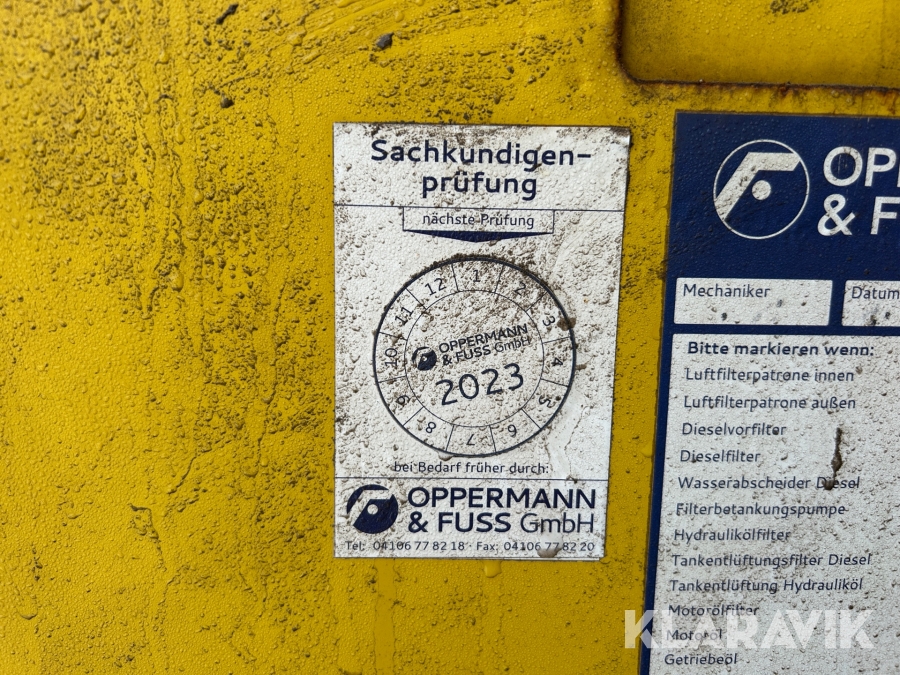 Sachkundigen-
prüfung
nächste Prüfung
1
2
3
4
5
6
7
8
9
10
11
12
OPPERMANN
& FUSS GmbH
2023
bei Bedarf früher durch:
OPPERMANN
& FUSS GmbH
Tel: 04106 77 82 18 · Fax: 04106 77 82 20
& F
Mechaniker
Datum
Bitte markieren wenn:
Luftfilterpatrone innen
Luftfilterpatrone außen
Dieselvorfilter
Dieselfilter
Wasserabscheider Diesel
Filterbetankungspumpe
Hydraulikölfilter
Tankentlüftungsfilter Diesel
Tankentlüftung Hydrauliköl
Motorölfilter
Motoröl
Getriebeöl
KLARAVIK